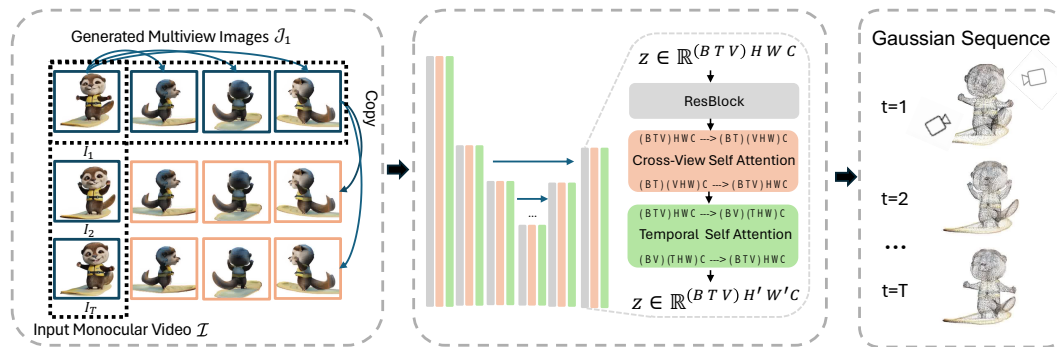 Generated Multiview Images 𝒥₁
Copy
I₁
I₂
I_T
Input Monocular Video ℐ
...
z ∈ ℝ^(B T V) H W C
ResBlock
(BTV)HWC --> (BT)(VHW)C
Cross-View Self Attention
(BT)(VHW)C --> (BTV)HWC
(BTV)HWC --> (BV)(THW)C
Temporal Self Attention
(BV)(THW)C --> (BTV)HWC
z ∈ ℝ^(B T V) H′ W′C
Gaussian Sequence
t=1
t=2
...
t=T